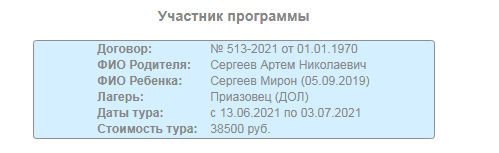 Участник программы
Договор: № 513-2021 от 01.01.1970
ФИО Родителя: Сергеев Артем Николаевич
ФИО Ребенка: Сергеев Мирон (05.09.2019)
Лагерь: Приазовец (ДОЛ)
Даты тура: с 13.06.2021 по 03.07.2021
Стоимость тура: 38500 руб.